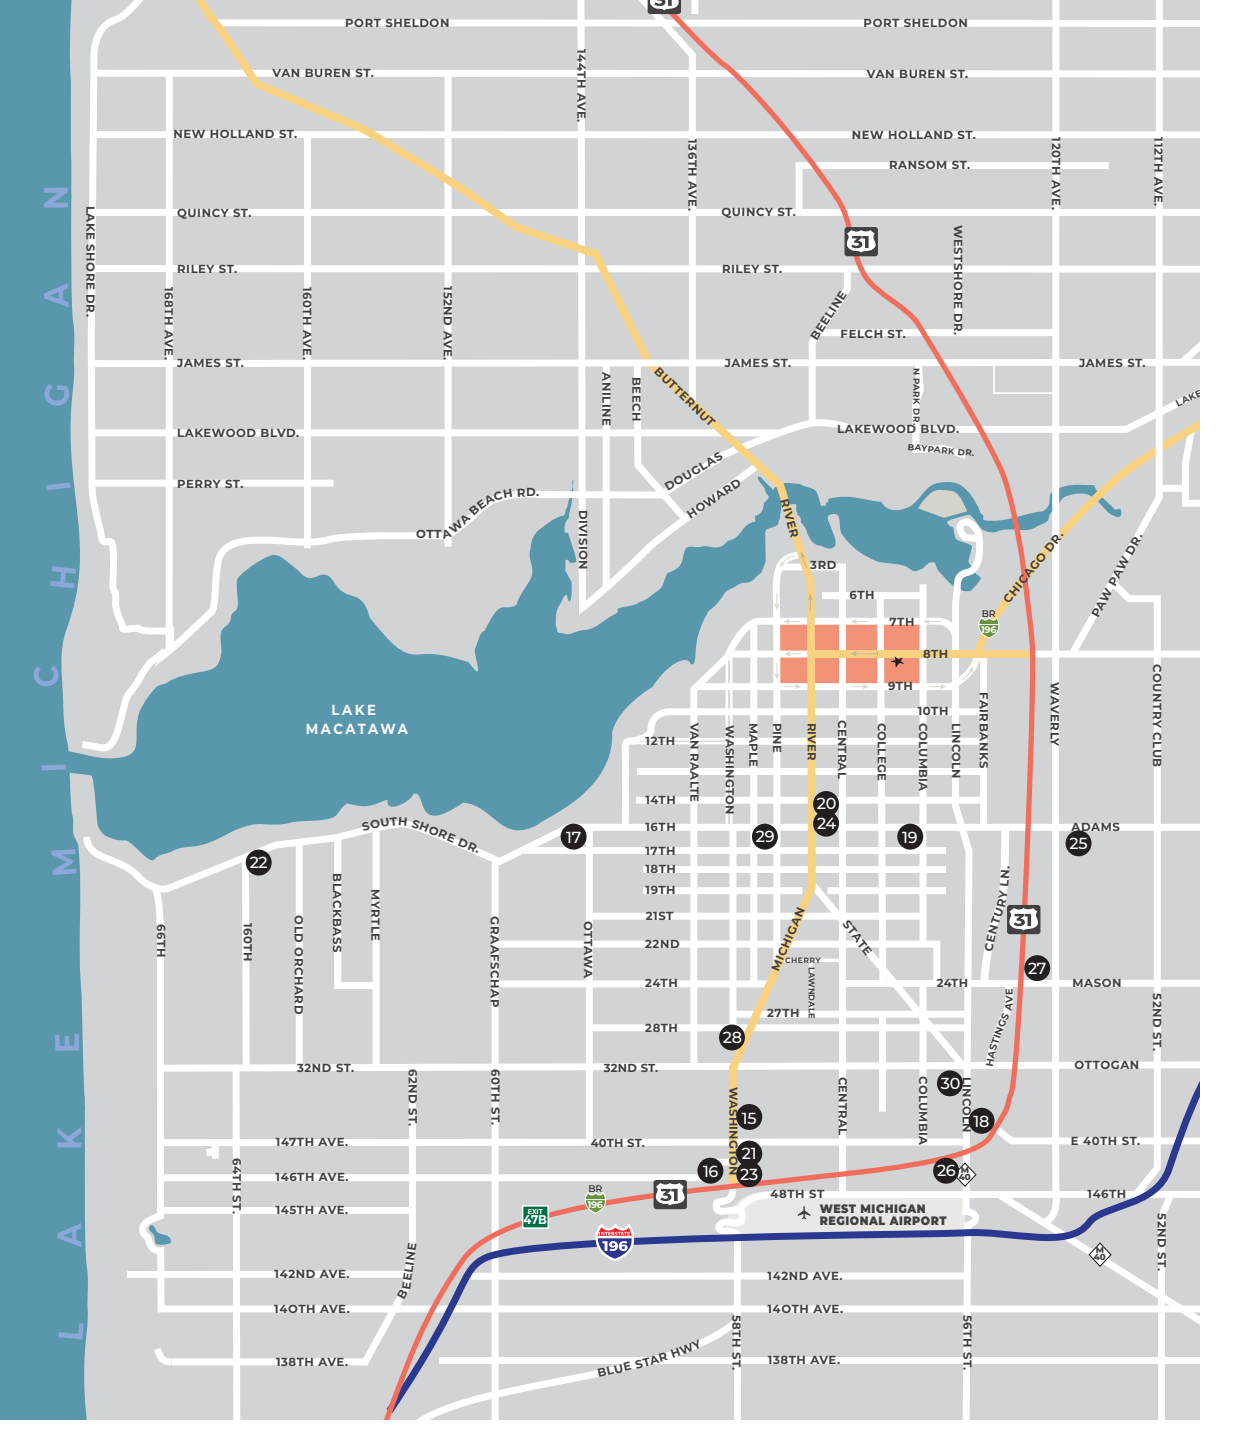 31
PORT SHELDON
PORT SHELDON
VAN BUREN ST.
VAN BUREN ST.
144TH AVE.
NEW HOLLAND ST.
NEW HOLLAND ST.
136TH AVE.
120TH AVE.
112TH AVE.
RANSOM ST.
LAKE MICHIGAN
LAKE SHORE DR.
QUINCY ST.
QUINCY ST.
31
WESTSHORE DR.
RILEY ST.
RILEY ST.
168TH AVE.
160TH AVE.
152ND AVE.
BEELINE
FELCH ST.
JAMES ST.
JAMES ST.
JAMES ST.
ANILINE
BEECH
BUTTERNUT
N PARK DR.
LAKE
LAKEWOOD BLVD.
LAKEWOOD BLVD.
BAYPARK DR.
PERRY ST.
DOUGLAS
HOWARD
OTTAWA BEACH RD.
DIVISION
RIVER
CHICAGO DR.
PAW PAW DR.
3RD
6TH
BR
196
7TH
8TH
9TH
LAKE
MACATAWA
10TH
FAIRBANKS
WAVERLY
COUNTRY CLUB
12TH
VAN RAALTE
WASHINGTON
MAPLE
PINE
RIVER
CENTRAL
COLLEGE
COLUMBIA
LINCOLN
14TH
20
SOUTH SHORE DR.
16TH
24
ADAMS
17
29
19
25
17TH
22
18TH
19TH
BLACKBASS
MYRTLE
CENTURY LN.
21ST
31
66TH
160TH
OLD ORCHARD
GRAAFSCHAP
OTTAWA
MICHIGAN
STATE
22ND
CHERRY
LAWNDALE
27
24TH
24TH
MASON
27TH
HASTINGS AVE
52ND ST.
28TH
28
32ND ST.
32ND ST.
OTTOGAN
62ND ST.
60TH ST.
WASHINGTON
CENTRAL
COLUMBIA
30
LINCOLN
15
18
147TH AVE.
40TH ST.
E 40TH ST.
21
64TH ST.
146TH AVE.
16
23
26
M
40
BR
196
31
48TH ST
146TH
145TH AVE.
EXIT
47B
WEST MICHIGAN
REGIONAL AIRPORT
INTERSTATE
196
52ND ST.
M
40
BEELINE
142ND AVE.
142ND AVE.
140TH AVE.
140TH AVE.
58TH ST.
56TH ST.
138TH AVE.
BLUE STAR HWY
138TH AVE.